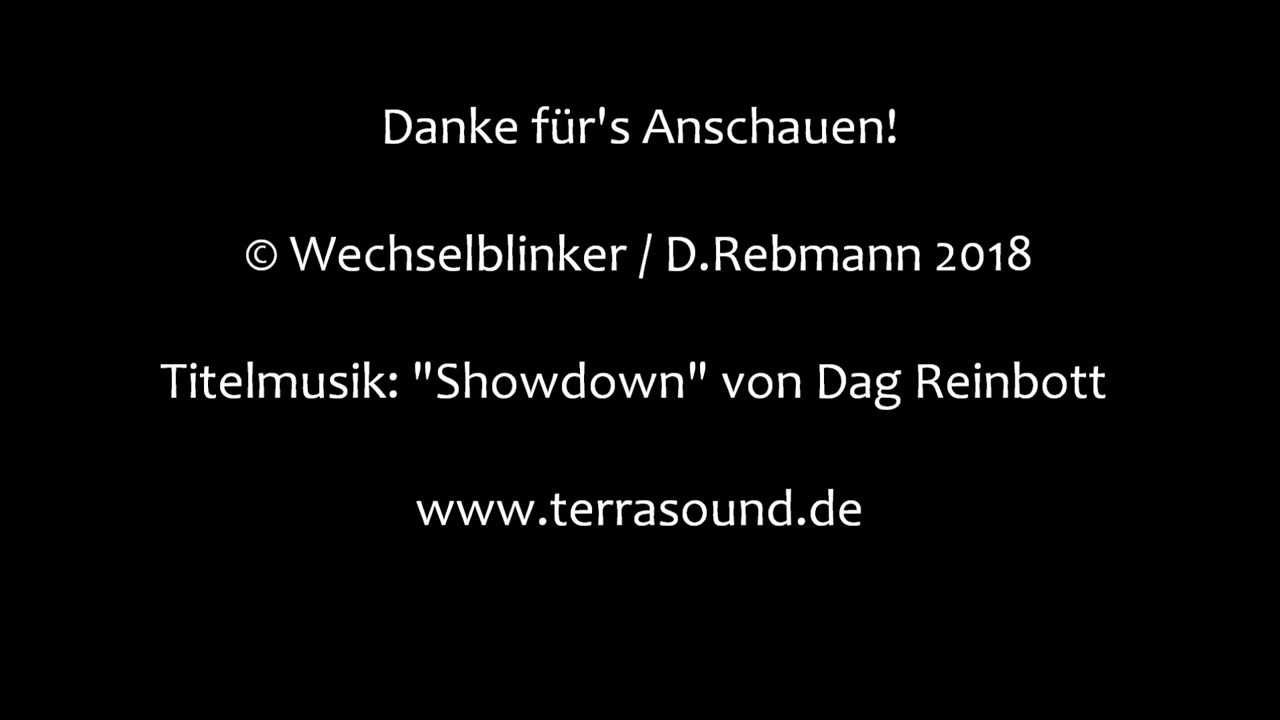 Danke für's Anschauen!
© Wechselblinker / D.Rebmann 2018
Titelmusik: "Showdown" von Dag Reinbott
www.terrasound.de